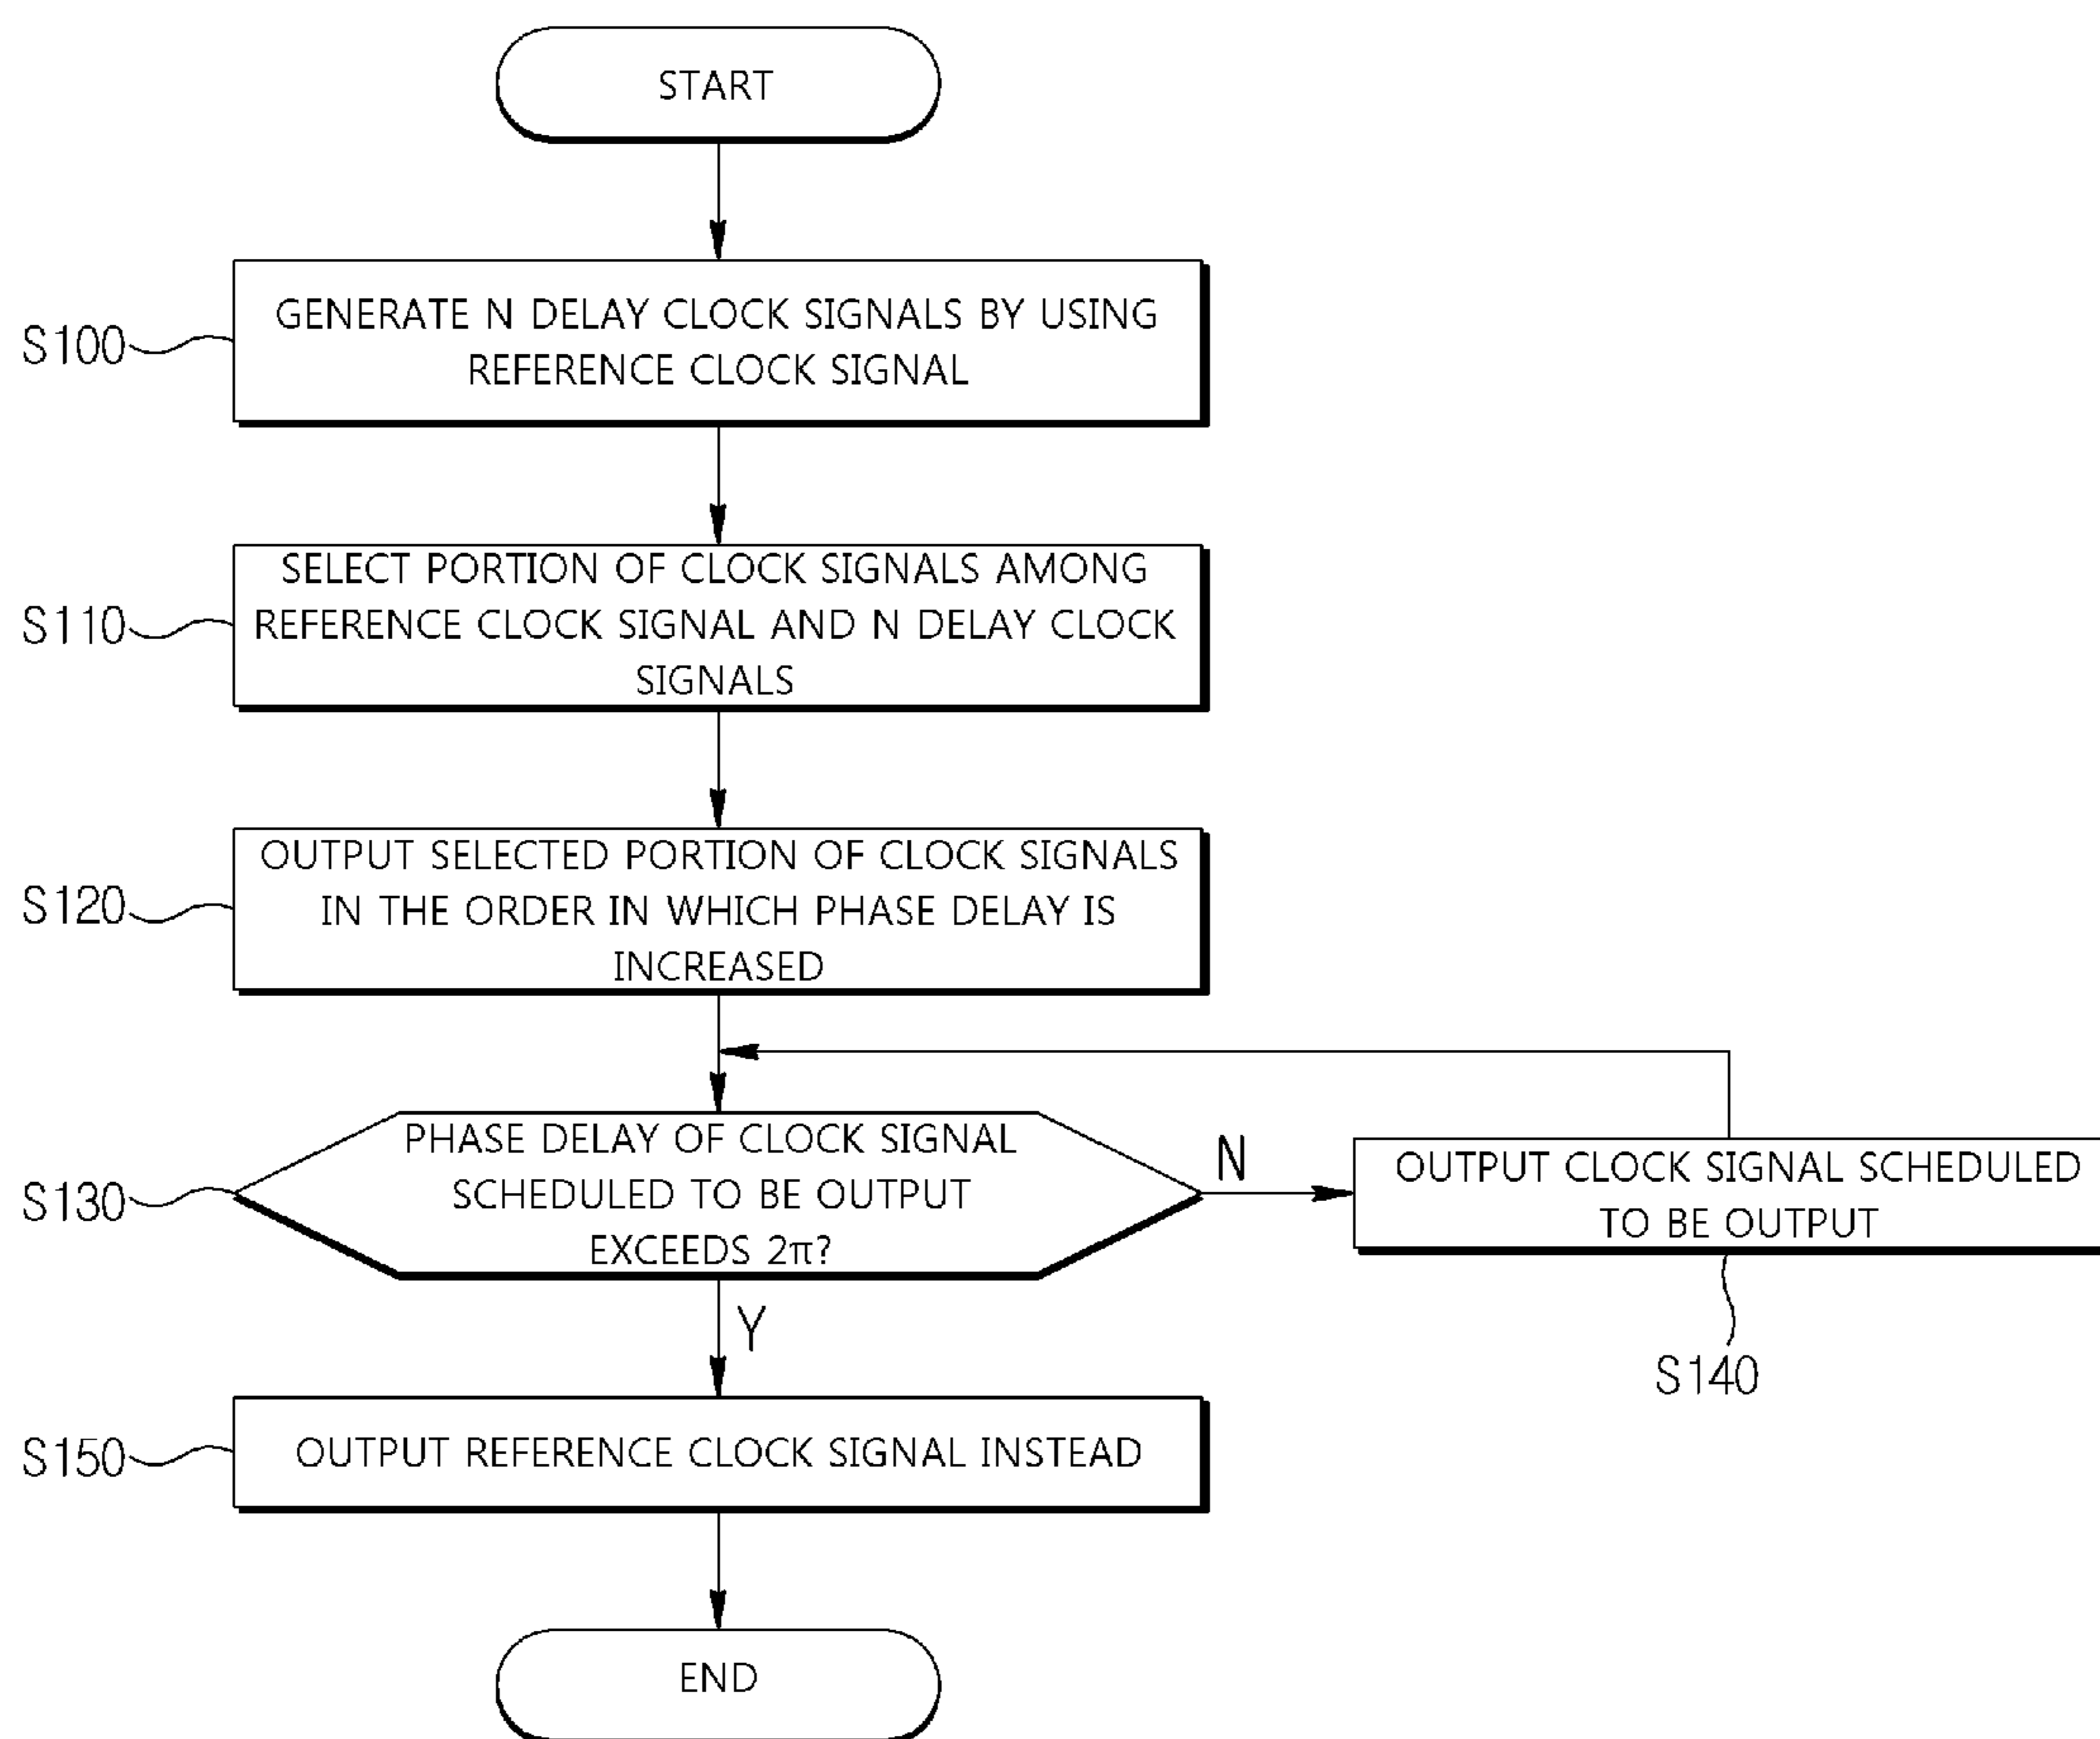 START
S100
GENERATE N DELAY CLOCK SIGNALS BY USING
REFERENCE CLOCK SIGNAL
S110
SELECT PORTION OF CLOCK SIGNALS AMONG
REFERENCE CLOCK SIGNAL AND N DELAY CLOCK
SIGNALS
S120
OUTPUT SELECTED PORTION OF CLOCK SIGNALS
IN THE ORDER IN WHICH PHASE DELAY IS
INCREASED
S130
PHASE DELAY OF CLOCK SIGNAL
SCHEDULED TO BE OUTPUT
EXCEEDS 2π?
N
OUTPUT CLOCK SIGNAL SCHEDULED
TO BE OUTPUT
S140
Y
S150
OUTPUT REFERENCE CLOCK SIGNAL INSTEAD
END